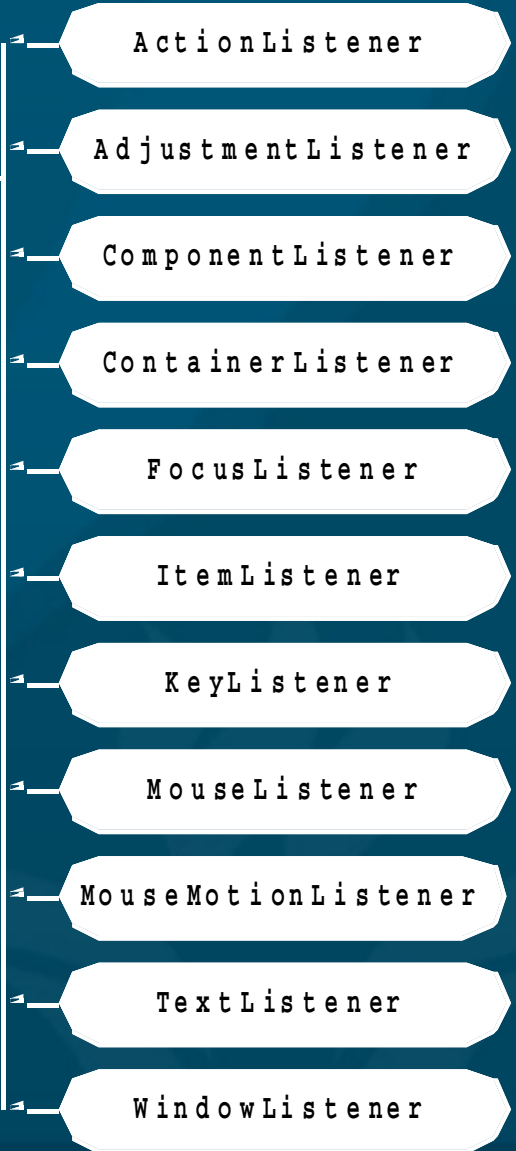 ActionListener
AdjustmentListener
ComponentListener
ContainerListener
FocusListener
ItemListener
KeyListener
MouseListener
MouseMotionListener
TextListener
WindowListener